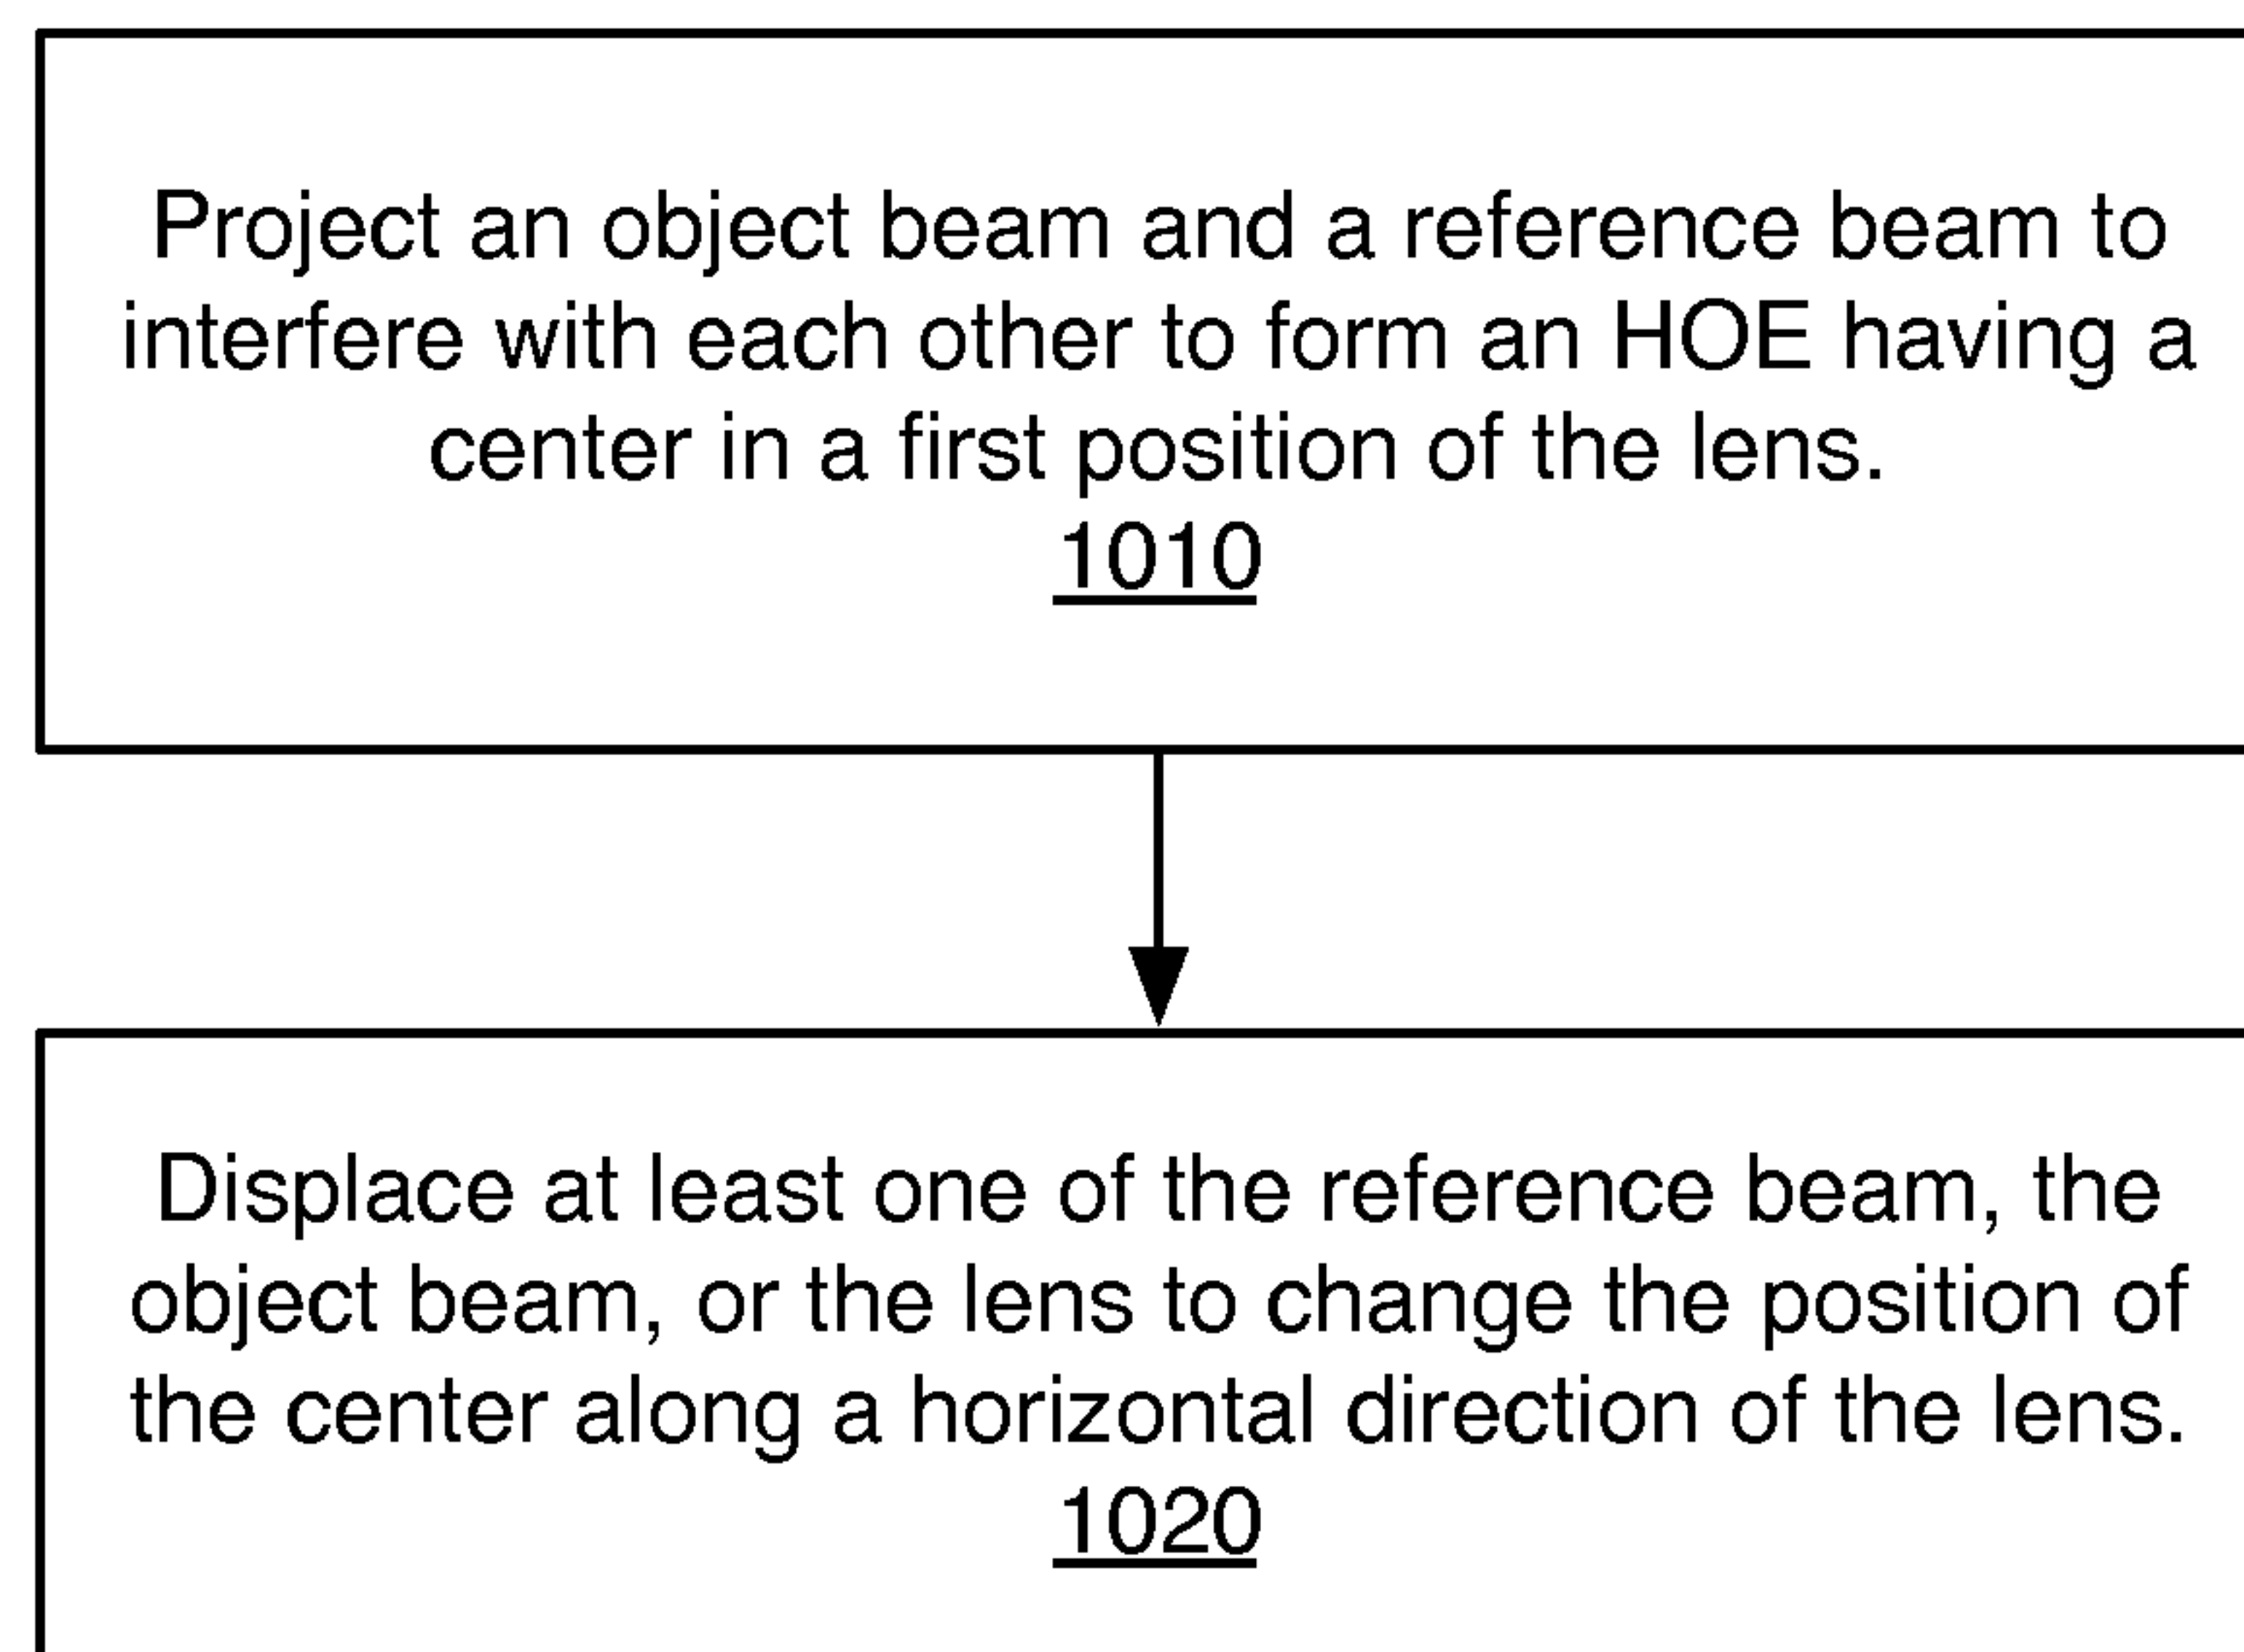 Project an object beam and a reference beam to
interfere with each other to form an HOE having a
center in a first position of the lens.
1010
Displace at least one of the reference beam, the
object beam, or the lens to change the position of
the center along a horizontal direction of the lens.
1020